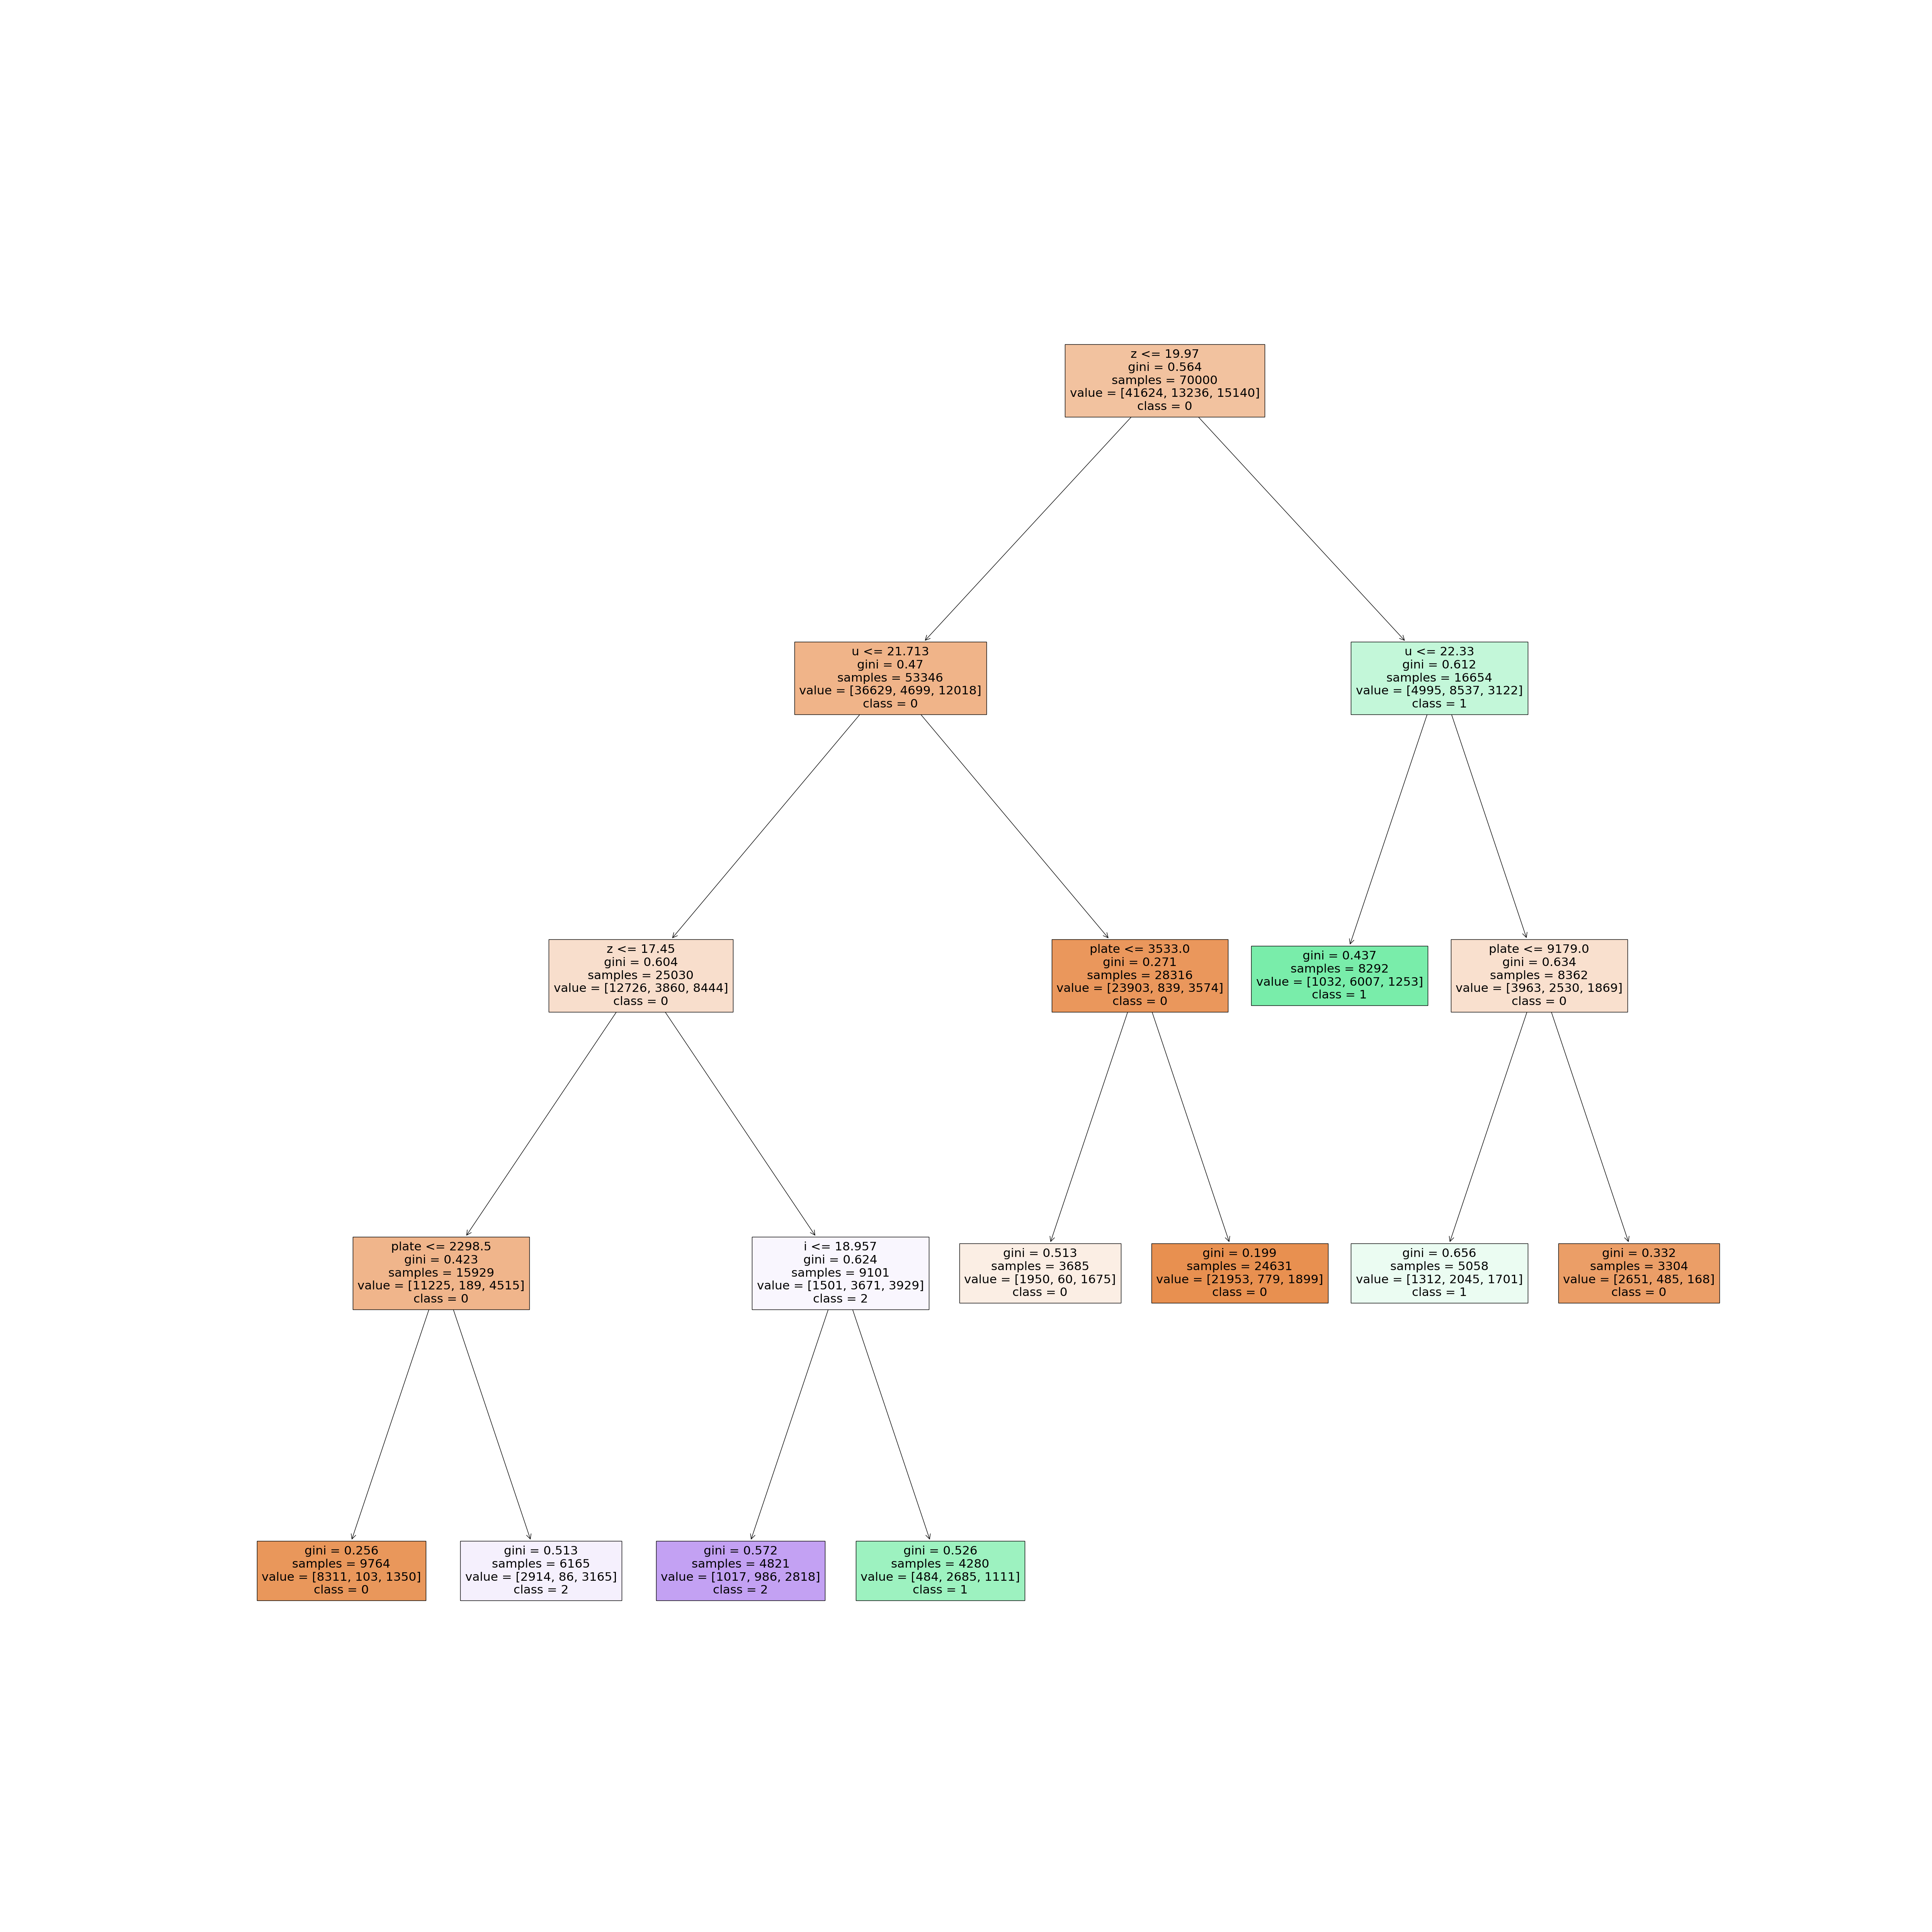 z <= 19.97
gini = 0.564
samples = 70000
value = [41624, 13236, 15140]
class = 0
u <= 21.713
gini = 0.47
samples = 53346
value = [36629, 4699, 12018]
class = 0
u <= 22.33
gini = 0.612
samples = 16654
value = [4995, 8537, 3122]
class = 1
z <= 17.45
gini = 0.604
samples = 25030
value = [12726, 3860, 8444]
class = 0
plate <= 3533.0
gini = 0.271
samples = 28316
value = [23903, 839, 3574]
class = 0
gini = 0.437
samples = 8292
value = [1032, 6007, 1253]
class = 1
plate <= 9179.0
gini = 0.634
samples = 8362
value = [3963, 2530, 1869]
class = 0
plate <= 2298.5
gini = 0.423
samples = 15929
value = [11225, 189, 4515]
class = 0
i <= 18.957
gini = 0.624
samples = 9101
value = [1501, 3671, 3929]
class = 2
gini = 0.513
samples = 3685
value = [1950, 60, 1675]
class = 0
gini = 0.199
samples = 24631
value = [21953, 779, 1899]
class = 0
gini = 0.656
samples = 5058
value = [1312, 2045, 1701]
class = 1
gini = 0.332
samples = 3304
value = [2651, 485, 168]
class = 0
gini = 0.256
samples = 9764
value = [8311, 103, 1350]
class = 0
gini = 0.513
samples = 6165
value = [2914, 86, 3165]
class = 2
gini = 0.572
samples = 4821
value = [1017, 986, 2818]
class = 2
gini = 0.526
samples = 4280
value = [484, 2685, 1111]
class = 1